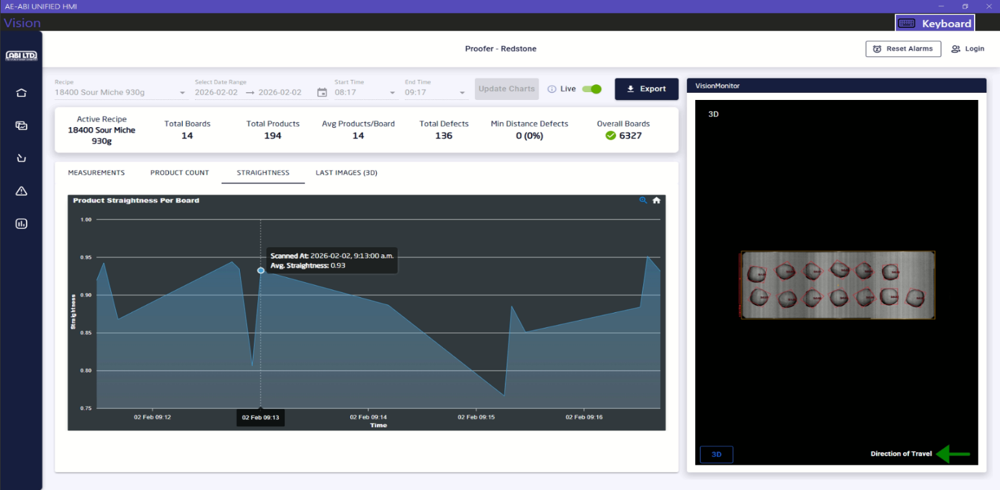 AE-ABI UNIFIED HMI
Vision
Keyboard
ABI LTD
Proofer - Redstone
Reset Alarms
Login
Recipe
18400 Sour Miche 930g
Select Date Range
2026-02-02 → 2026-02-02
Start Time
08:17
End Time
09:17
Update Charts
Live
Export
Active Recipe
18400 Sour Miche
930g
Total Boards
14
Total Products
194
Avg Products/Board
14
Total Defects
136
Min Distance Defects
0 (0%)
Overall Boards
6327
MEASUREMENTS
PRODUCT COUNT
STRAIGHTNESS
LAST IMAGES (3D)
Product Straightness Per Board
1.00
0.95
0.90
0.85
0.80
0.75
Straightness
Scanned At: 2026-02-02, 9:13:00 a.m.
Avg. Straightness: 0.93
02 Feb 09:12
02 Feb 09:13
02 Feb 09:14
02 Feb 09:15
02 Feb 09:16
Time
VisionMonitor
3D
3D
Direction of Travel